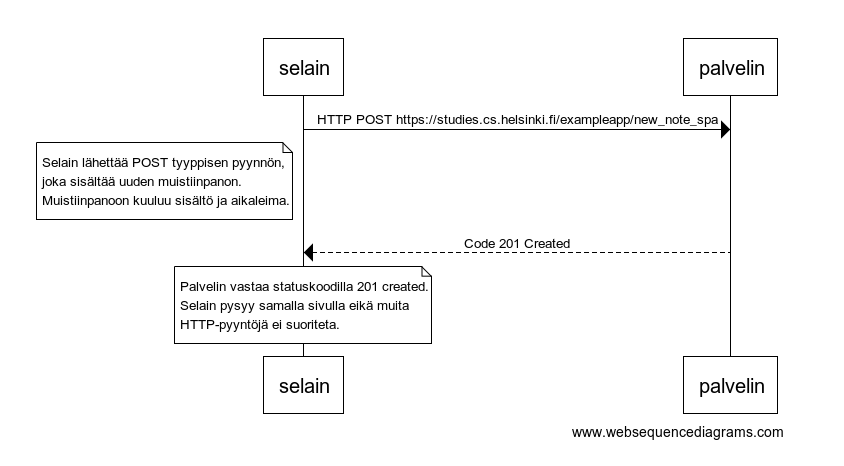 selain
palvelin
HTTP POST https://studies.cs.helsinki.fi/exampleapp/new_note_spa
Selain lähettää POST tyyppisen pyynnön,
joka sisältää uuden muistiinpanon.
Muistiinpanoon kuuluu sisältö ja aikaleima.
Code 201 Created
Palvelin vastaa statuskoodilla 201 created.
Selain pysyy samalla sivulla eikä muita
HTTP-pyyntöjä ei suoriteta.
selain
palvelin
www.websequencediagrams.com